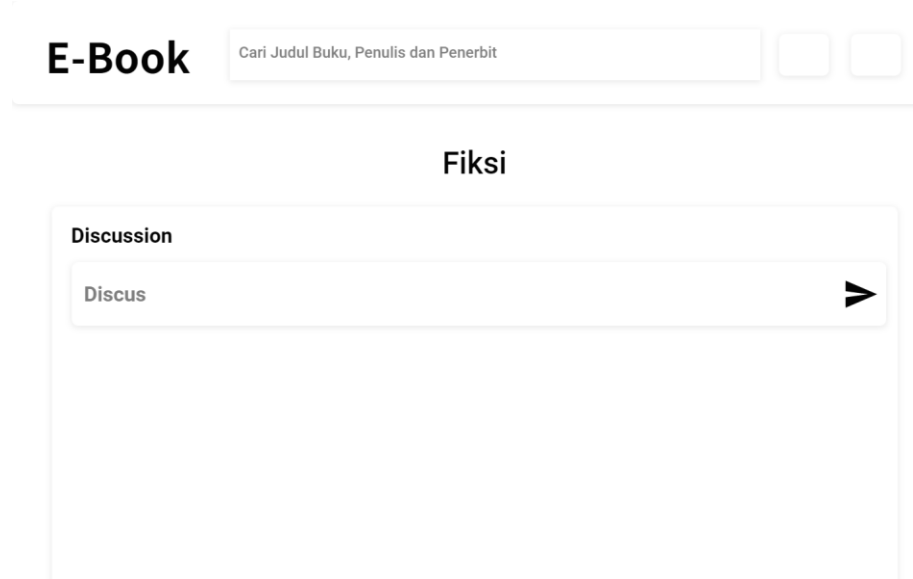 E-Book
Cari Judul Buku, Penulis dan Penerbit
Fiksi
Discussion
Discus